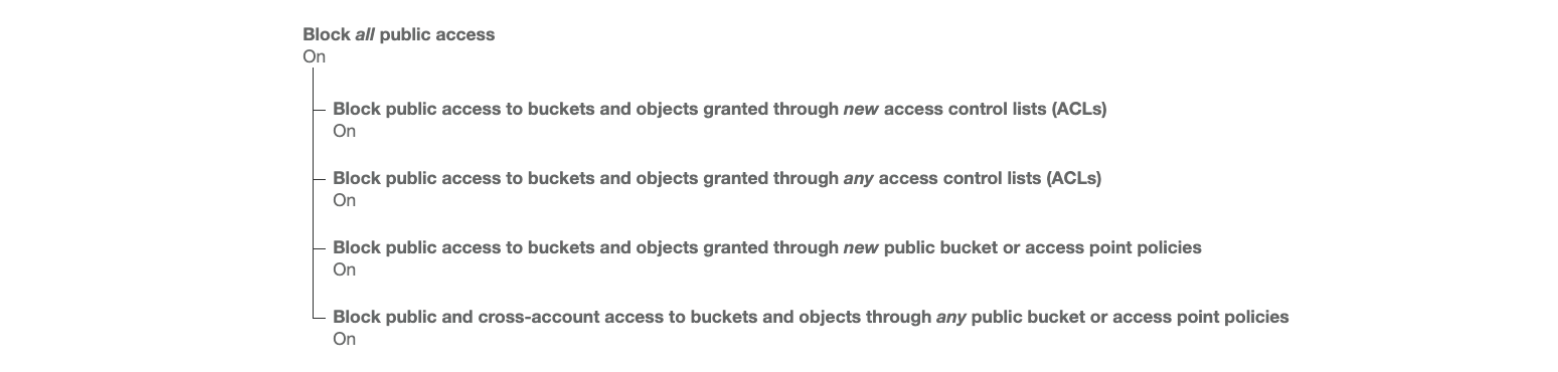 Block all public access
On
Block public access to buckets and objects granted through new access control lists (ACLs)
On
Block public access to buckets and objects granted through any access control lists (ACLs)
On
Block public access to buckets and objects granted through new public bucket or access point policies
On
Block public and cross-account access to buckets and objects through any public bucket or access point policies
On